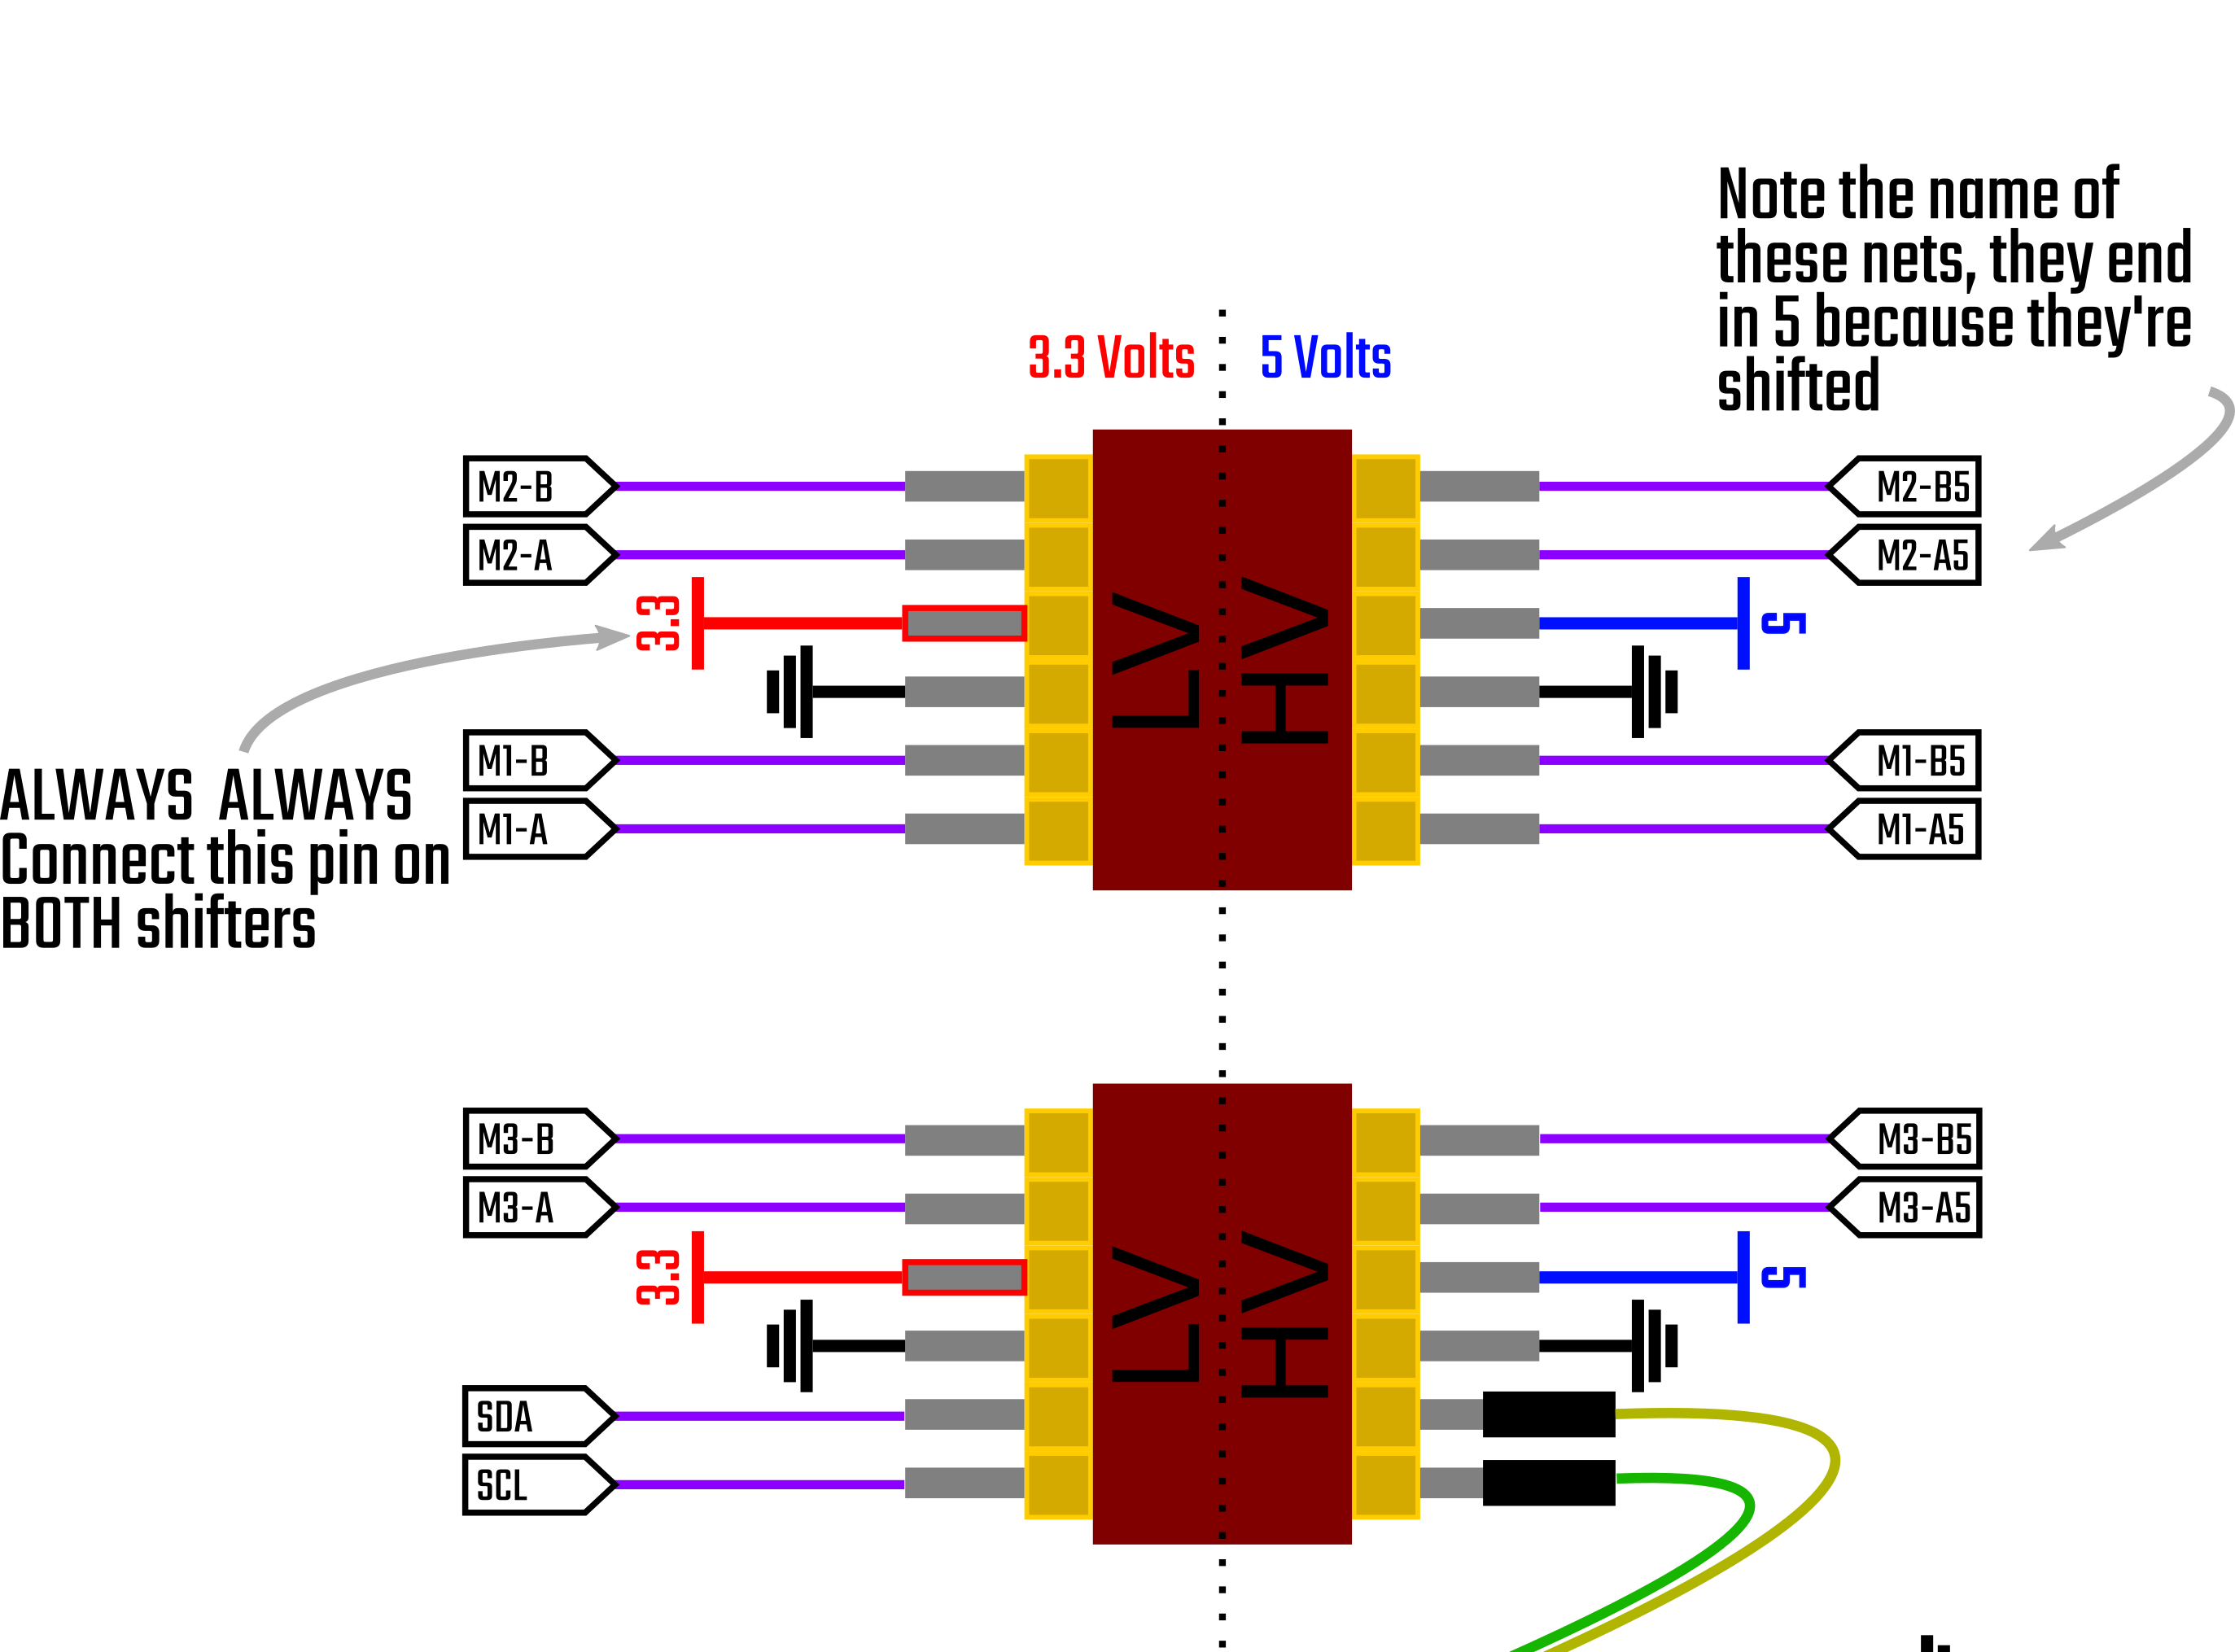 Note the name of
these nets, they end
in 5 because they're
shifted
3.3 Volts
5 Volts
M2-B
M2-B5
M2-A
M2-A5
3.3
5
LV
HV
M1-B
M1-B5
M1-A
M1-A5
ALWAYS ALWAYS
Connect this pin on
BOTH shifters
M3-B
M3-B5
M3-A
M3-A5
3.3
5
LV
HV
SDA
SCL